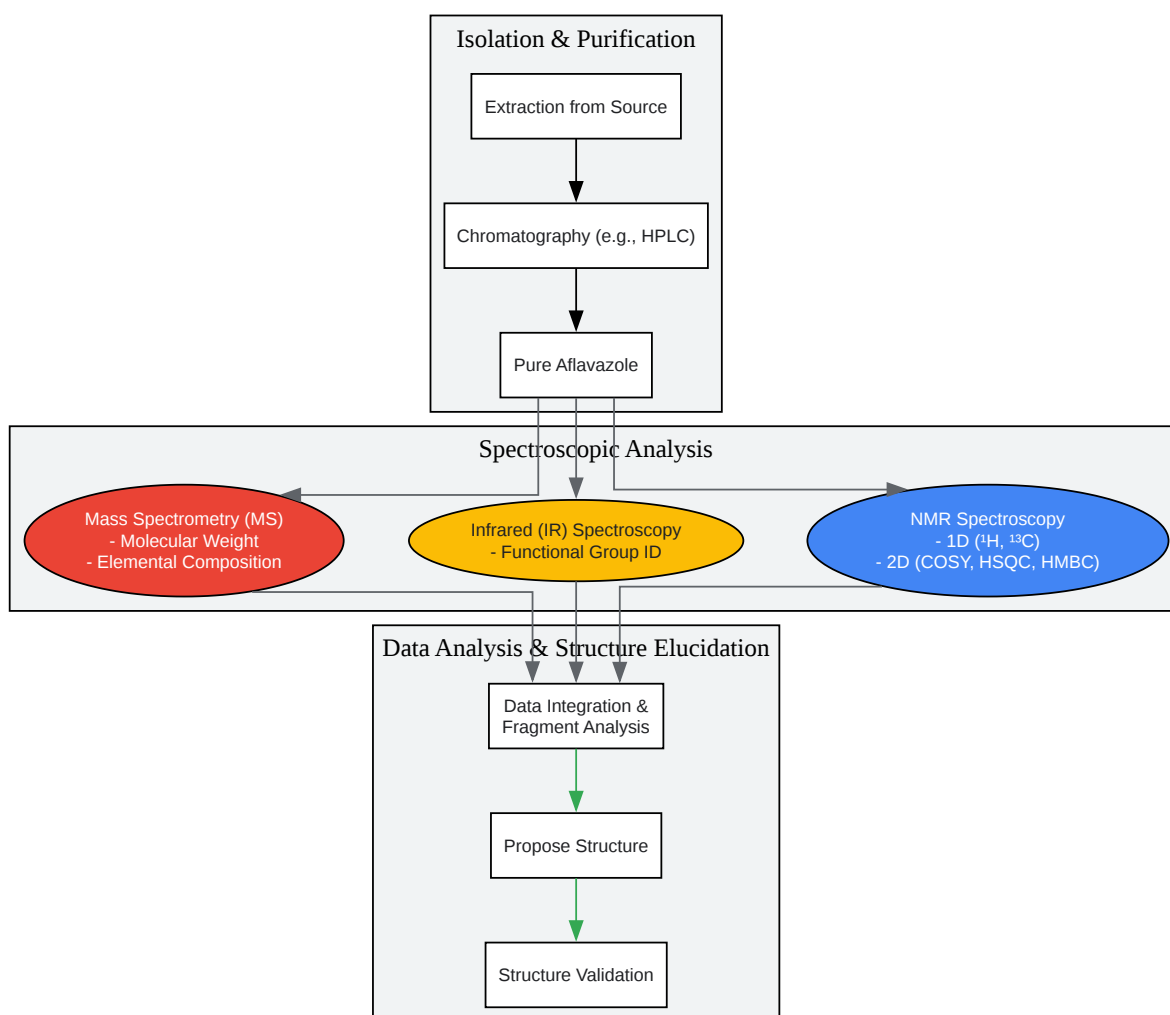 Isolation & Purification
Extraction from Source
Chromatography (e.g., HPLC)
Pure Aflavazole
Spectroscopic Analysis
Mass Spectrometry (MS)
- Molecular Weight
- Elemental Composition
Infrared (IR) Spectroscopy
- Functional Group ID
NMR Spectroscopy
- 1D (¹H, ¹³C)
- 2D (COSY, HSQC, HMBC)
Data Analysis & Structure Elucidation
Data Integration &
Fragment Analysis
Propose Structure
Structure Validation